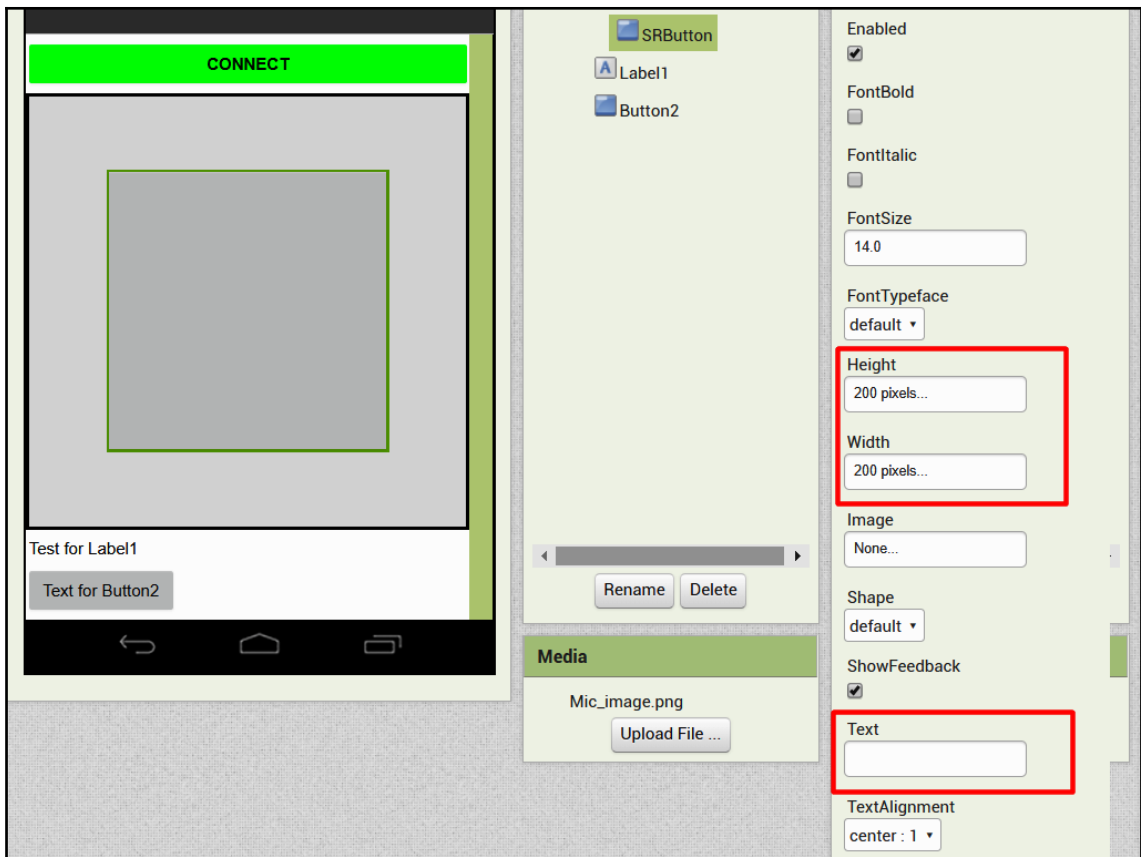 CONNECT
Test for Label1
Text for Button2
SRButton
A Label1
Button2
Rename Delete
Media
Mic_image.png
Upload File ...
Enabled
FontBold
FontItalic
FontSize
14.0
FontTypeface
default
Height
200 pixels...
Width
200 pixels...
Image
None...
Shape
default
ShowFeedback
Text
TextAlignment
center : 1